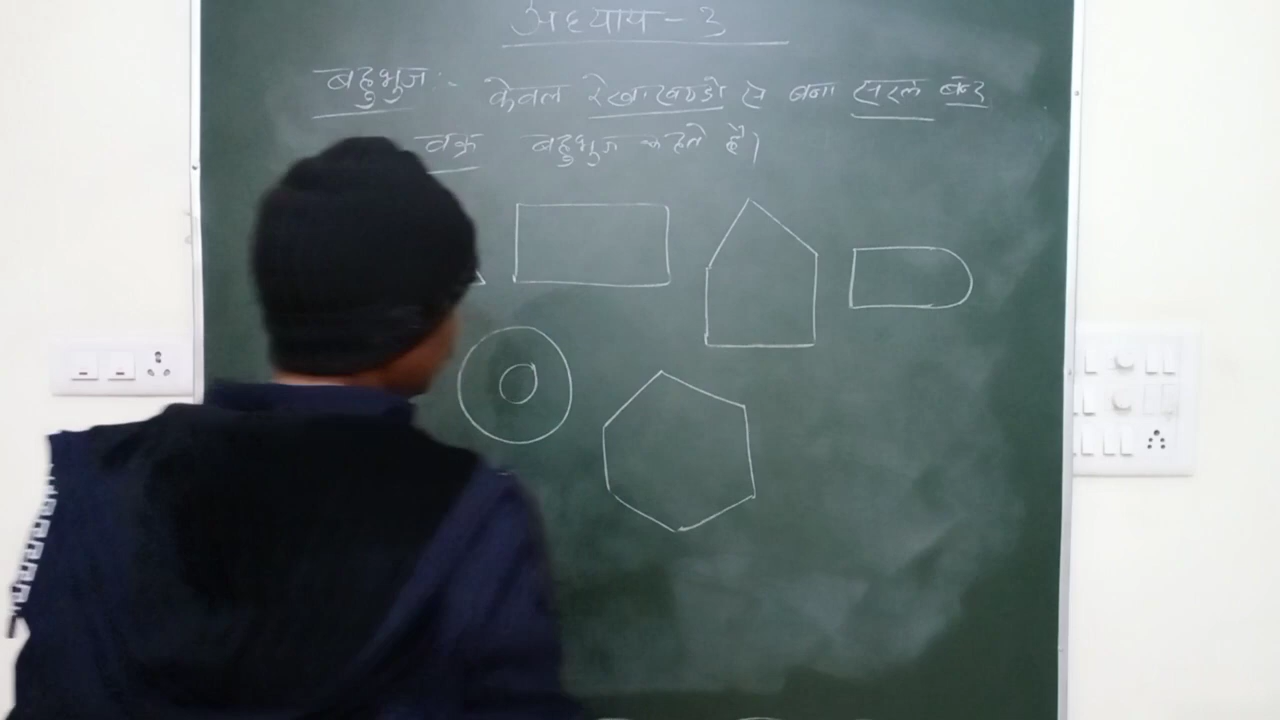 अध्याय - 3
बहुभुज :- केवल रेखाखण्डो से बना सरल बंद
वक्र बहुभुज कहते हैं।